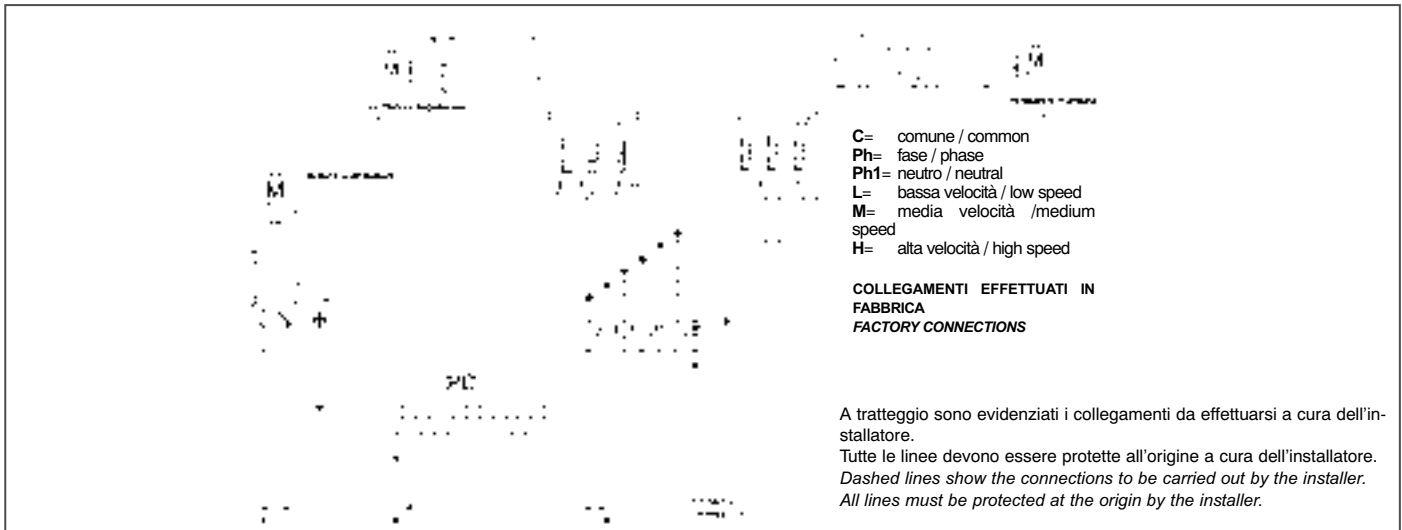 C= comune / common
Ph= fase / phase
Ph1= neutro / neutral
L= bassa velocità / low speed
M= media velocità /medium
speed
H= alta velocità / high speed
COLLEGAMENTI EFFETTUATI IN
FABBRICA
FACTORY CONNECTIONS
A tratteggio sono evidenziati i collegamenti da effettuarsi a cura dell'in-
stallatore.
Tutte le linee devono essere protette all'origine a cura dell'installatore.
Dashed lines show the connections to be carried out by the installer.
All lines must be protected at the origin by the installer.